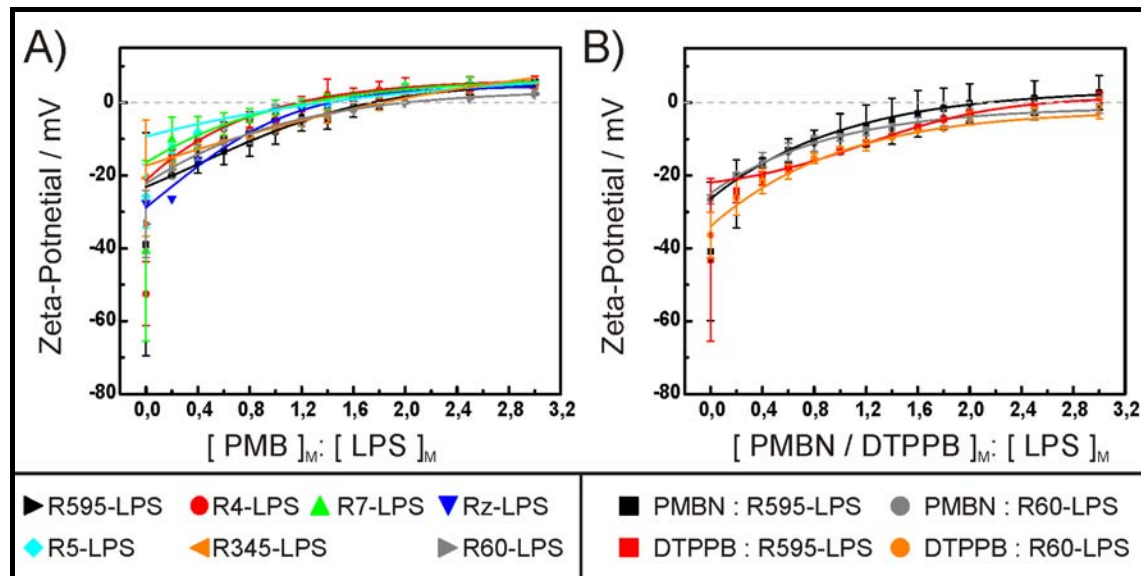 A)
B)
Zeta-Potnetial / mV
0
-20
-40
-60
-80
0,0 0,4 0,8 1,2 1,6 2,0 2,4 2,8 3,2
[ PMB ]M: [ LPS ]M
Zeta-Potnetial / mV
0
-20
-40
-60
-80
0,0 0,4 0,8 1,2 1,6 2,0 2,4 2,8 3,2
[ PMBN / DTPPB ]M: [ LPS ]M
R595-LPS R4-LPS R7-LPS Rz-LPS
R5-LPS R345-LPS R60-LPS
PMBN : R595-LPS PMBN : R60-LPS
DTPPB : R595-LPS DTPPB : R60-LPS